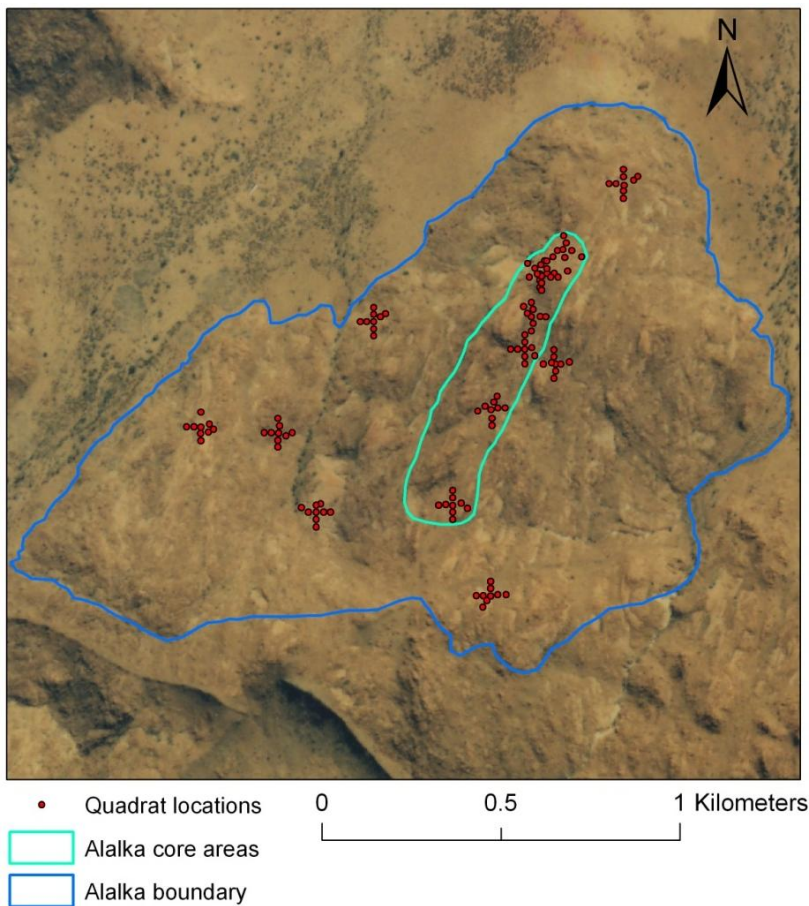 N
Quadrat locations
0 0.5 1 Kilometers
Alalka core areas
Alalka boundary